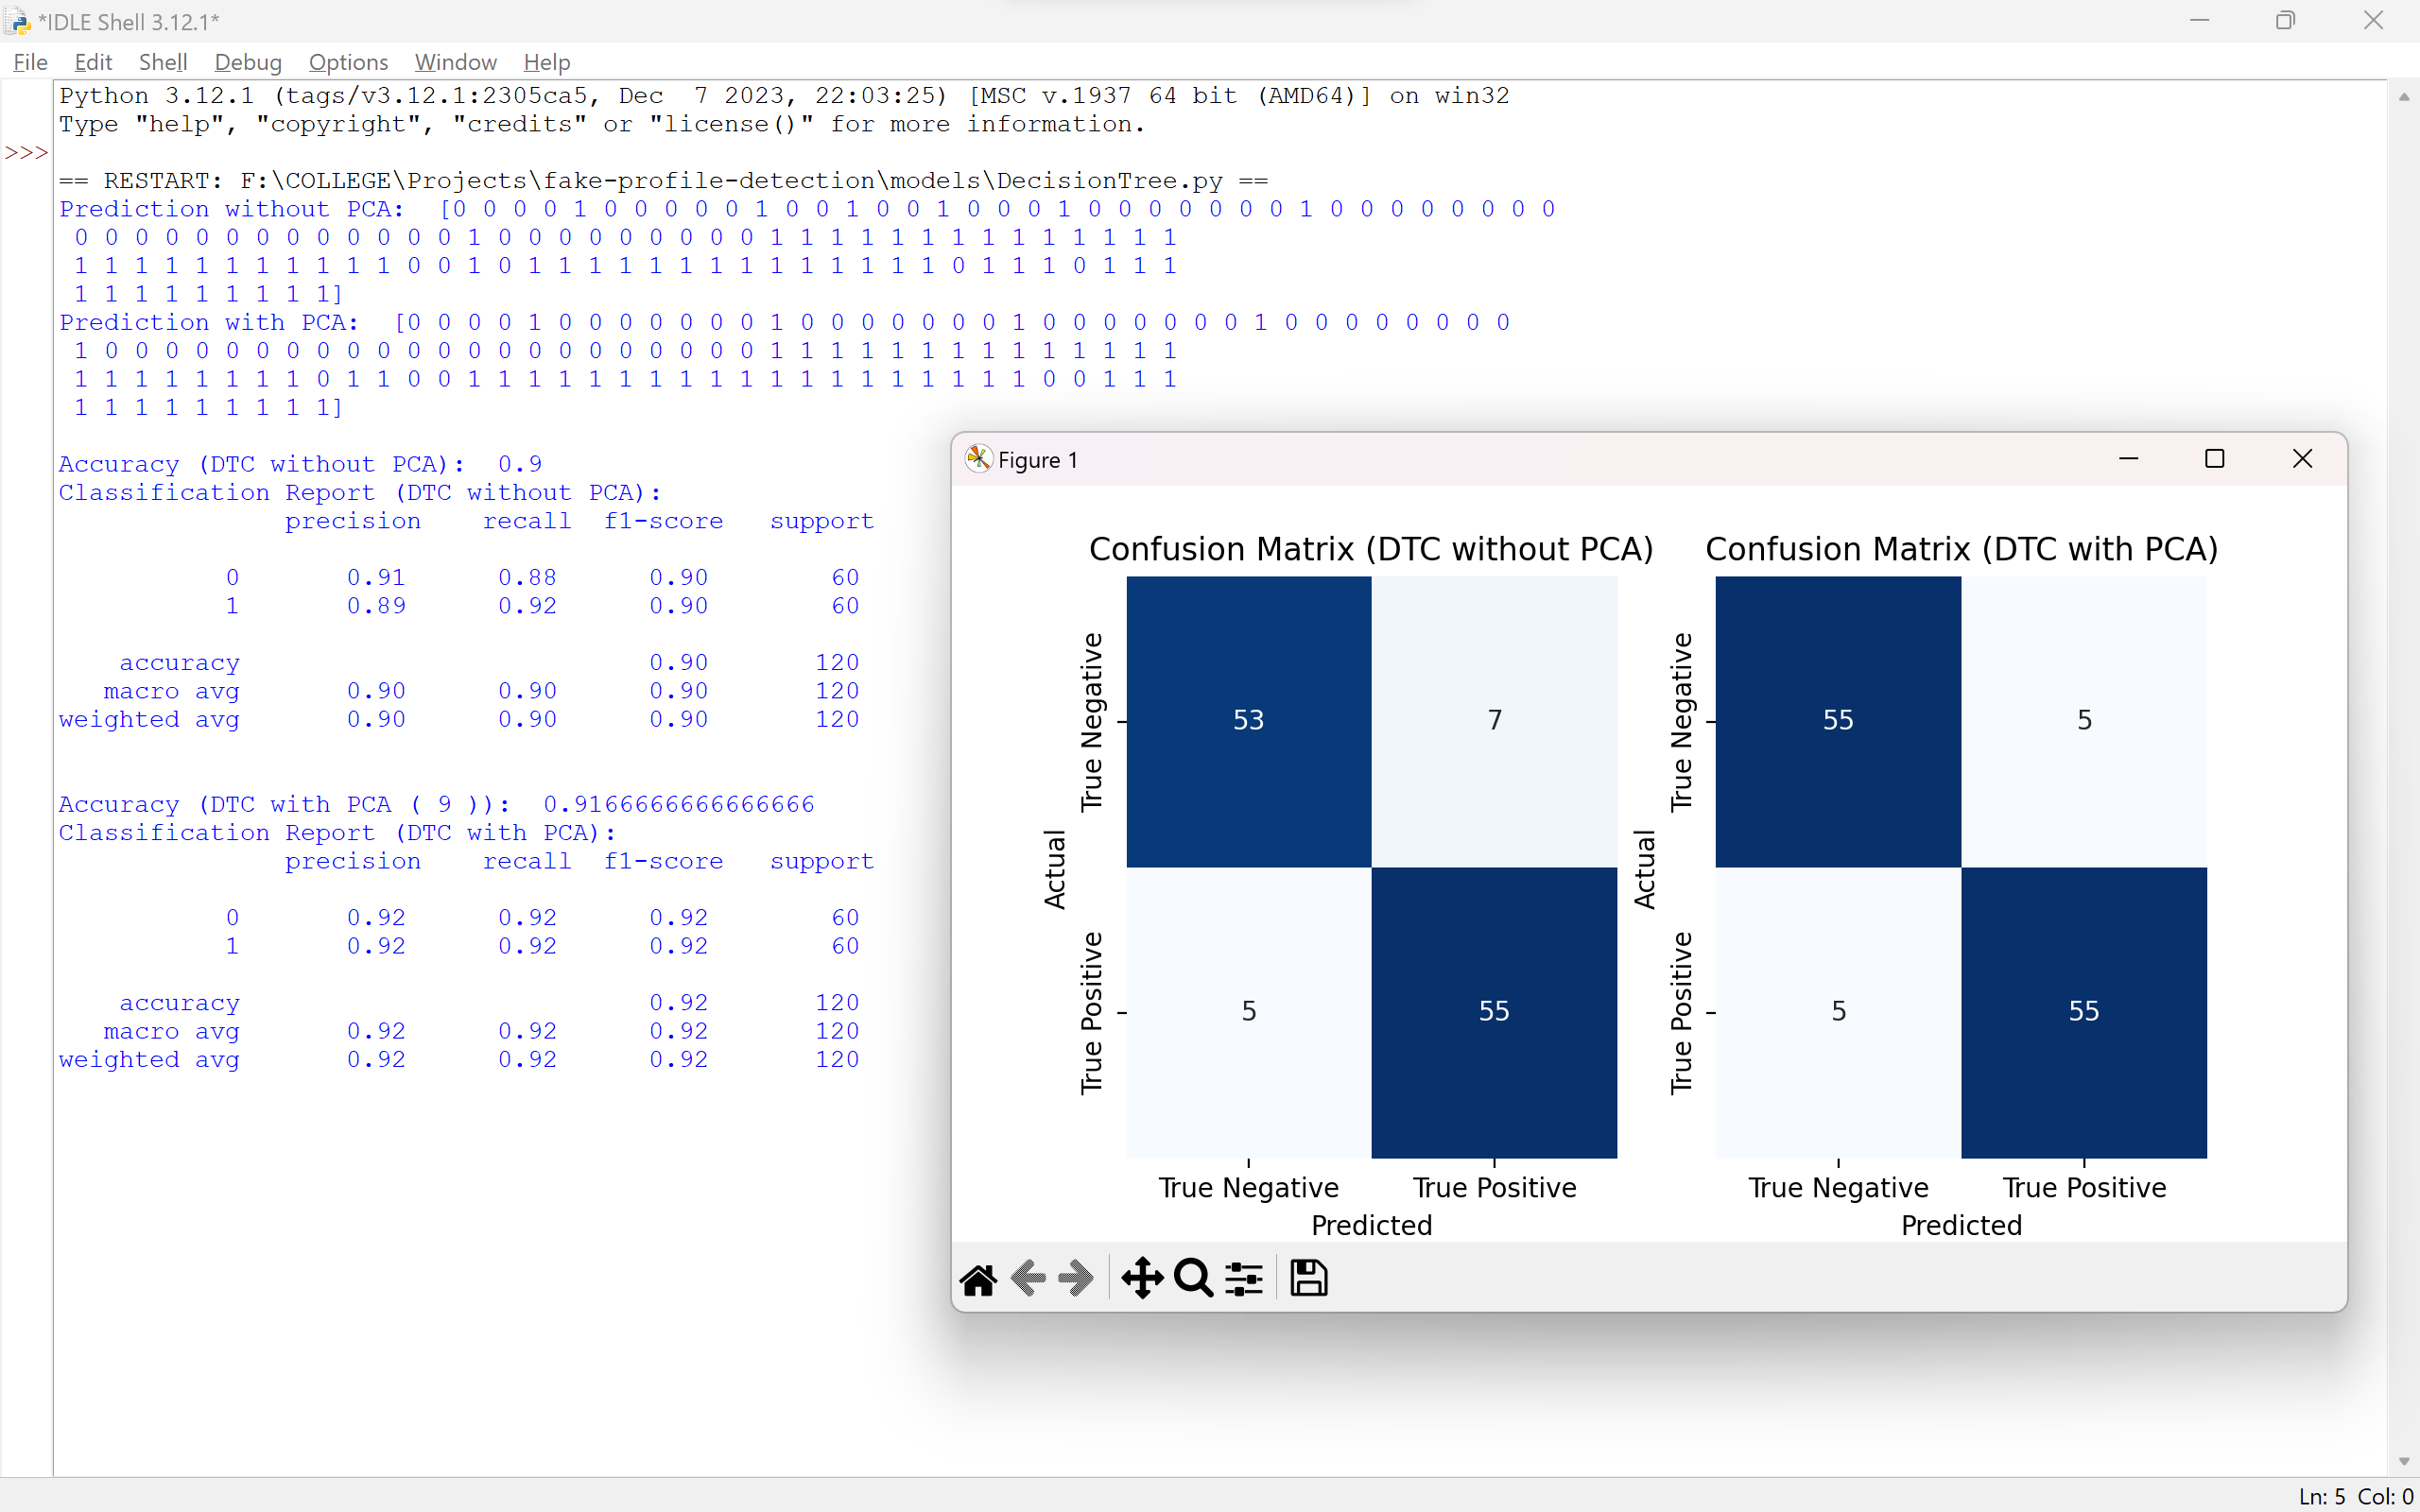 *IDLE Shell 3.12.1*
File Edit Shell Debug Options Window Help
Python 3.12.1 (tags/v3.12.1:2305ca5, Dec  7 2023, 22:03:25) [MSC v.1937 64 bit (AMD64)] on win32
Type "help", "copyright", "credits" or "license()" for more information.
>>>
== RESTART: F:\COLLEGE\Projects\fake-profile-detection\models\DecisionTree.py ==
Prediction without PCA:  [0 0 0 0 1 0 0 0 0 0 1 0 0 1 0 0 1 0 0 0 1 0 0 0 0 0 0 0 1 0 0 0 0 0 0 0 0
0 0 0 0 0 0 0 0 0 0 0 0 0 1 0 0 0 0 0 0 0 0 0 1 1 1 1 1 1 1 1 1 1 1 1 1 1
1 1 1 1 1 1 1 1 1 1 1 0 0 1 0 1 1 1 1 1 1 1 1 1 1 1 1 1 1 0 1 1 1 0 1 1 1
1 1 1 1 1 1 1 1 1]
Prediction with PCA:  [0 0 0 0 1 0 0 0 0 0 0 0 1 0 0 0 0 0 0 0 1 0 0 0 0 0 0 0 1 0 0 0 0 0 0 0 0
1 0 0 0 0 0 0 0 0 0 0 0 0 0 0 0 0 0 0 0 0 0 0 1 1 1 1 1 1 1 1 1 1 1 1 1 1
1 1 1 1 1 1 1 1 0 1 1 0 0 1 1 1 1 1 1 1 1 1 1 1 1 1 1 1 1 1 1 1 0 0 1 1 1
1 1 1 1 1 1 1 1 1]
Accuracy (DTC without PCA):  0.9
Classification Report (DTC without PCA):
precision recall f1-score support
0 0.91 0.88 0.90 60
1 0.89 0.92 0.90 60
accuracy 0.90 120
macro avg 0.90 0.90 0.90 120
weighted avg 0.90 0.90 0.90 120
Accuracy (DTC with PCA ( 9 )):  0.9166666666666666
Classification Report (DTC with PCA):
precision recall f1-score support
0 0.92 0.92 0.92 60
1 0.92 0.92 0.92 60
accuracy 0.92 120
macro avg 0.92 0.92 0.92 120
weighted avg 0.92 0.92 0.92 120
Figure 1
Confusion Matrix (DTC without PCA)
Actual
True Negative
53 7
True Positive
5 55
True Negative True Positive
Predicted
Confusion Matrix (DTC with PCA)
Actual
True Negative
55 5
True Positive
5 55
True Negative True Positive
Predicted
Ln: 5 Col: 0